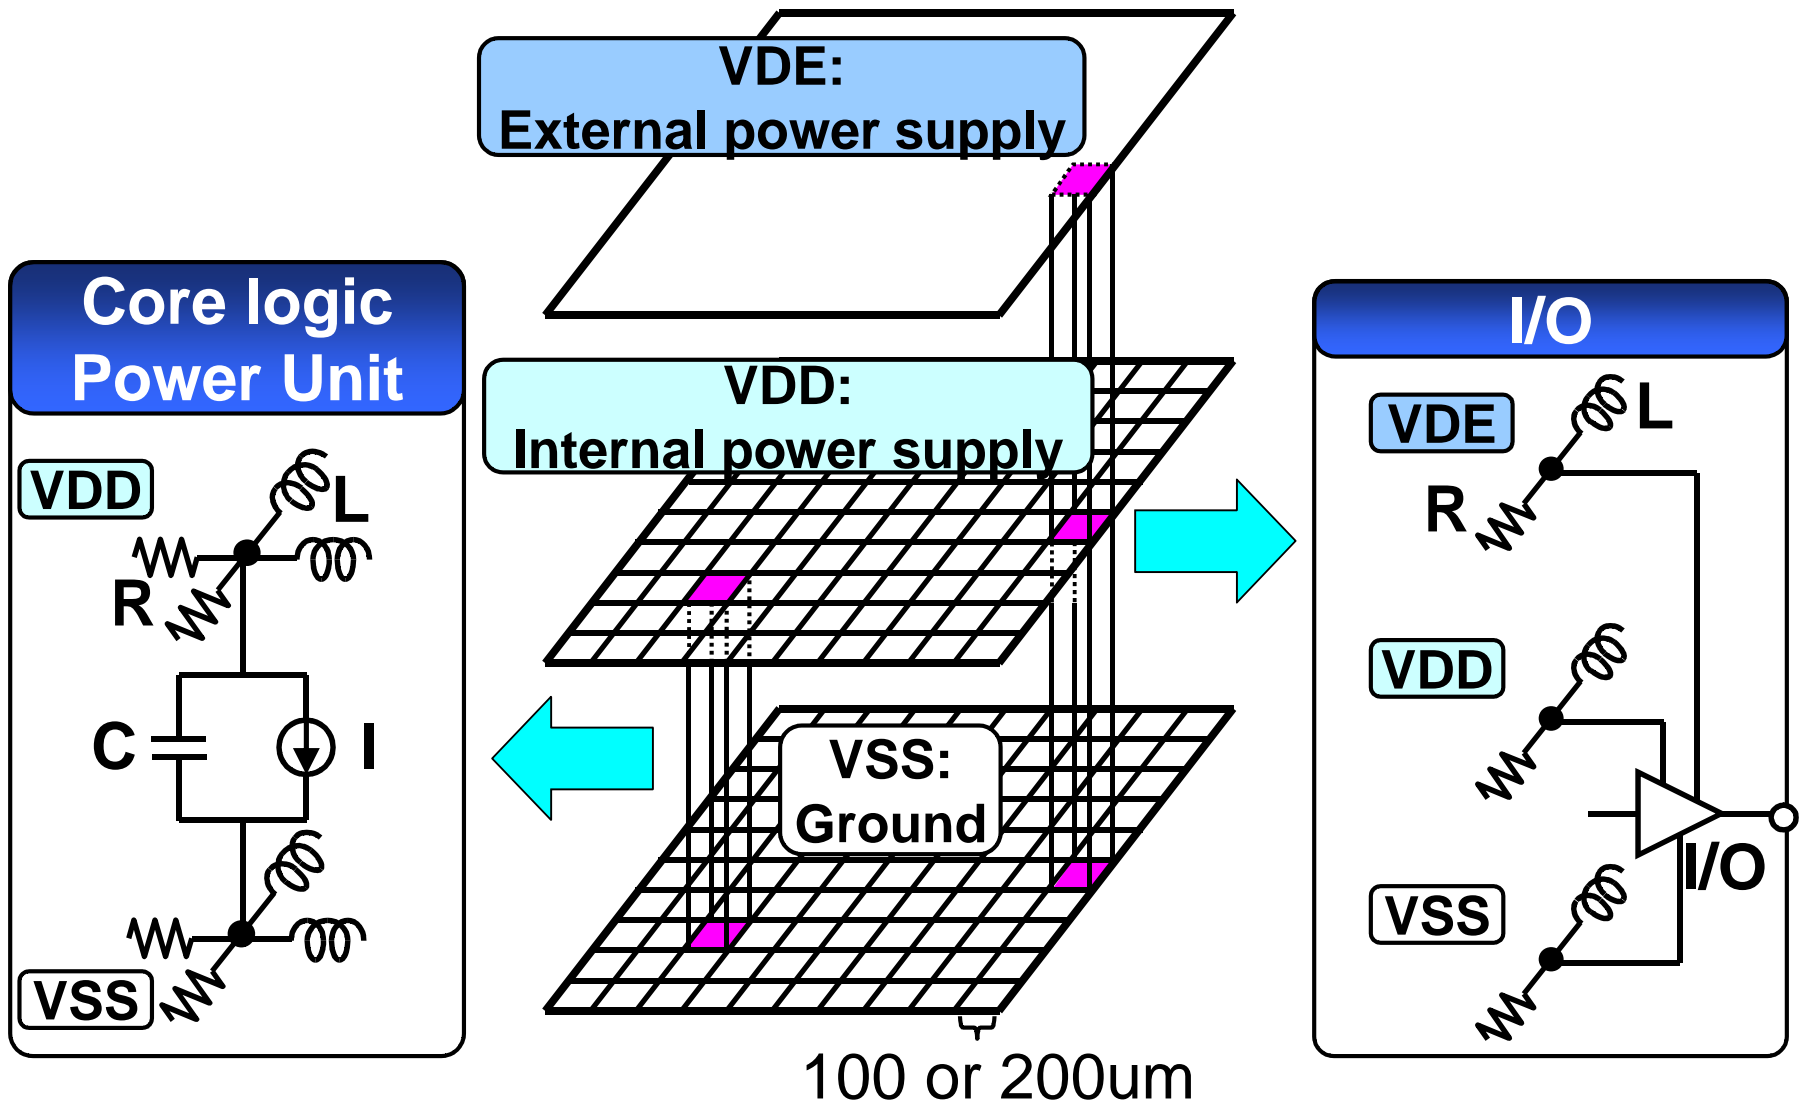 VDE:
External power supply
Core logic
Power Unit
VDD
L
R
C
I
VSS
VDD:
Internal power supply
VSS:
Ground
100 or 200um
I/O
VDE
L
R
VDD
I/O
VSS